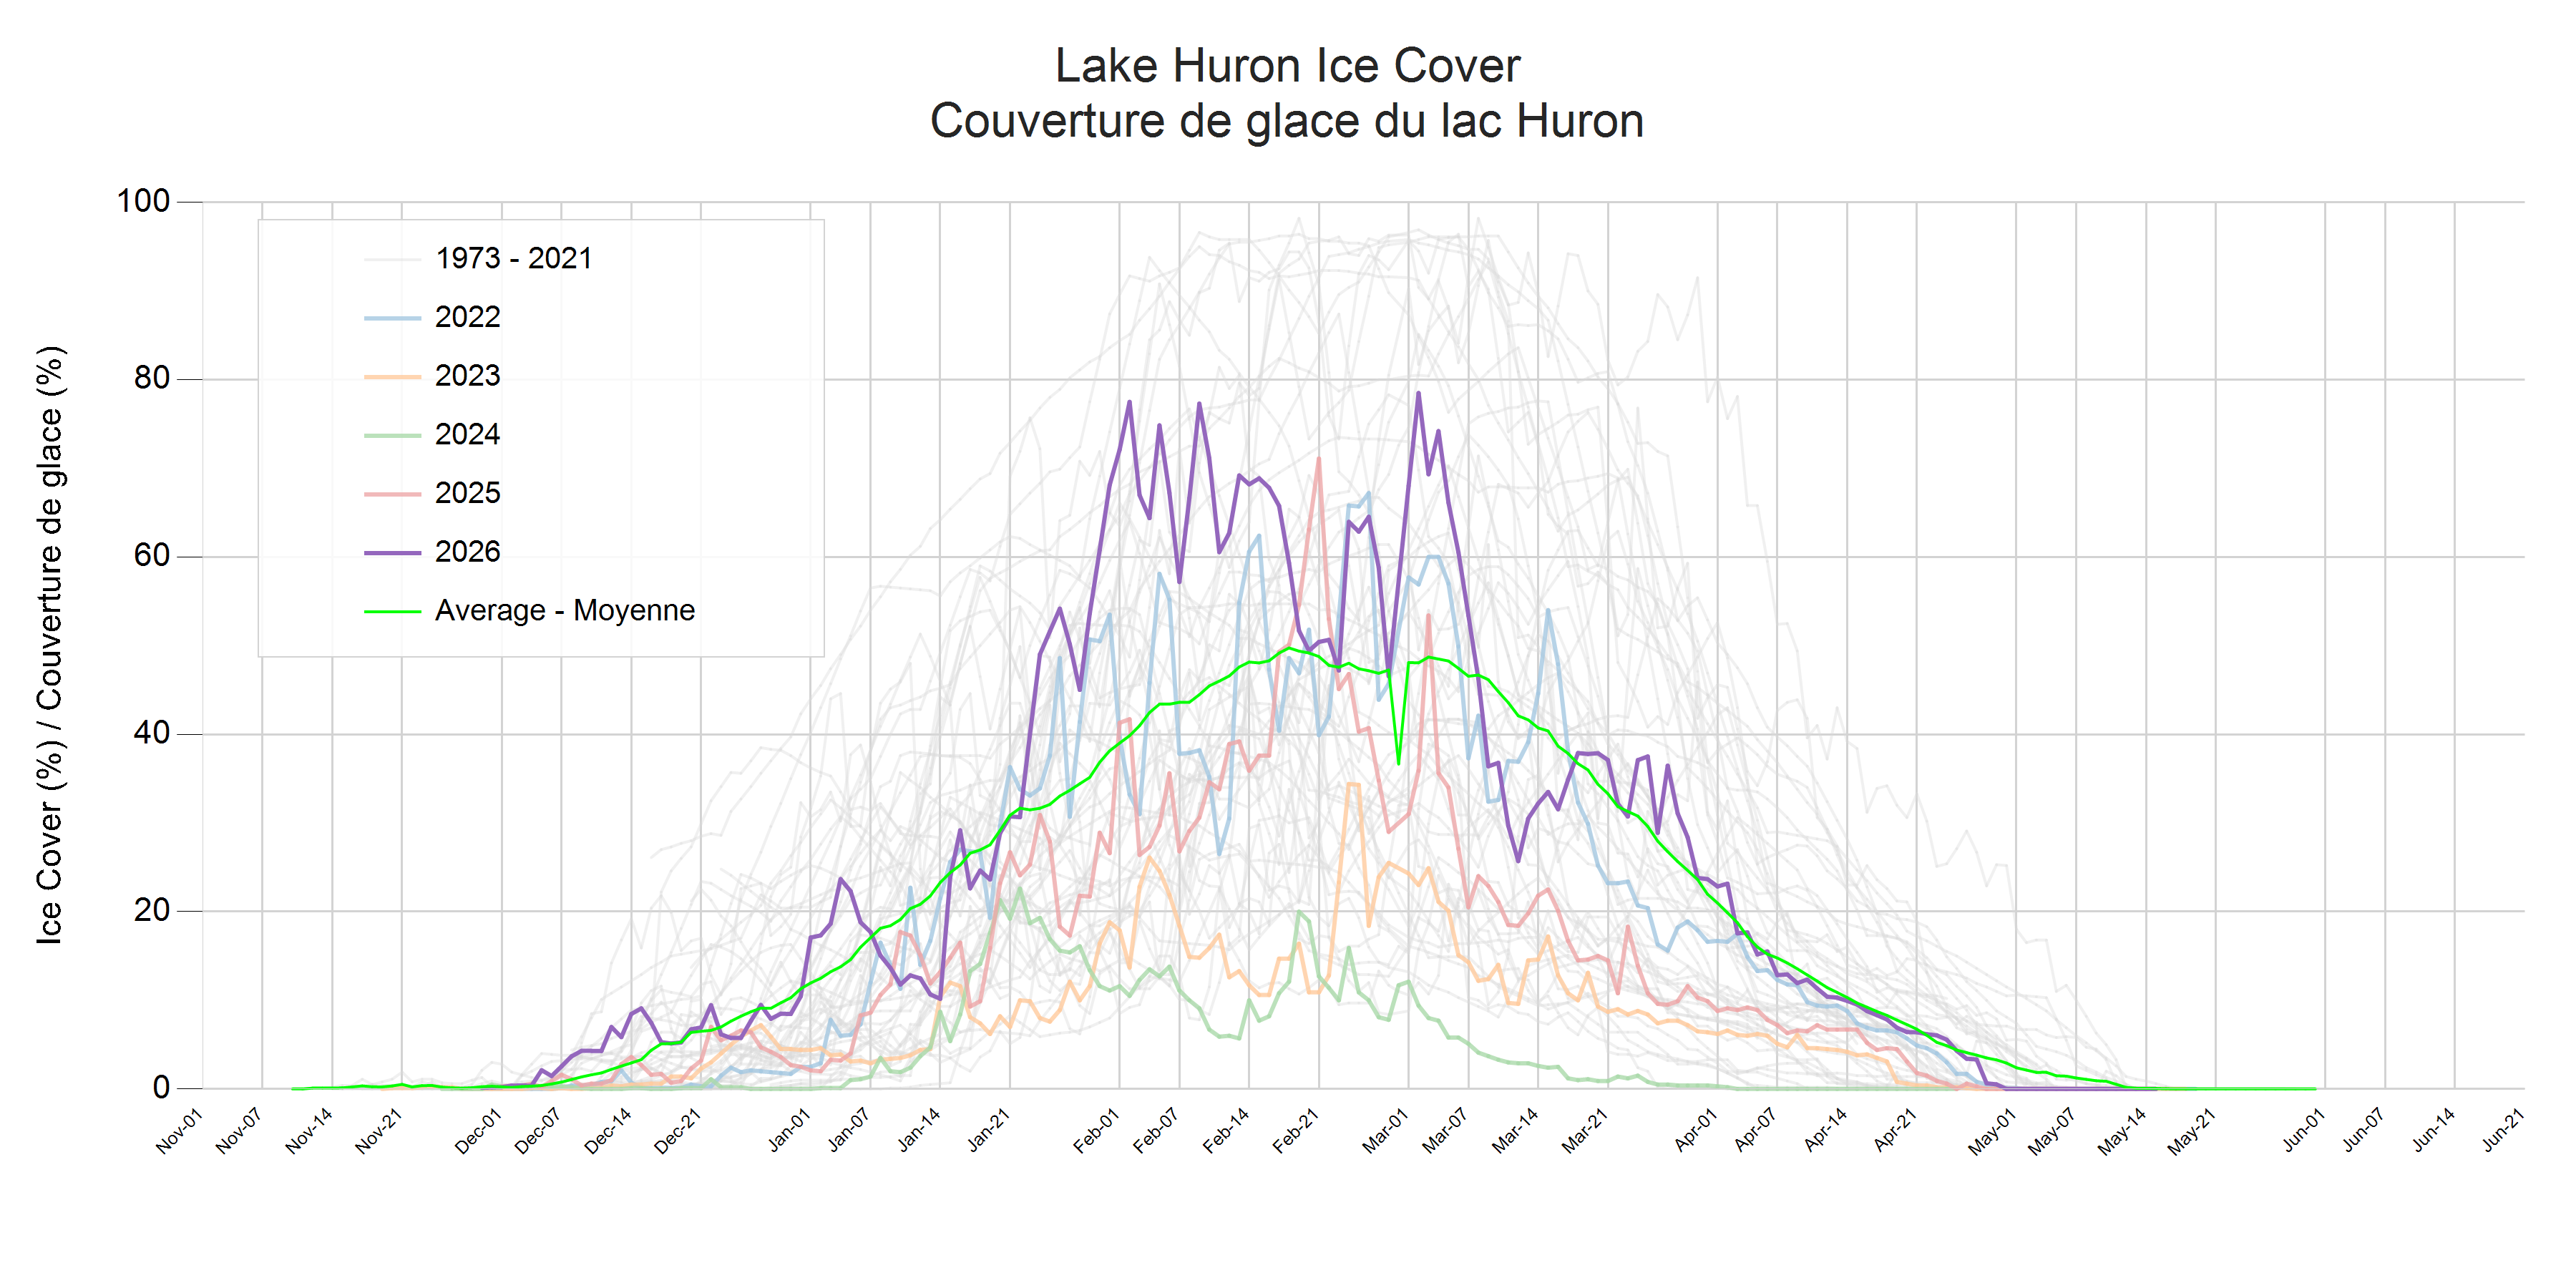 Lake Huron Ice Cover
Couverture de glace du lac Huron
Ice Cover (%) / Couverture de glace (%)
100
80
60
40
20
0
1973 - 2021
2022
2023
2024
2025
2026
Average - Moyenne
Nov-01
Nov-07
Nov-14
Nov-21
Dec-01
Dec-07
Dec-14
Dec-21
Jan-01
Jan-07
Jan-14
Jan-21
Feb-01
Feb-07
Feb-14
Feb-21
Mar-01
Mar-07
Mar-14
Mar-21
Apr-01
Apr-07
Apr-14
Apr-21
May-01
May-07
May-14
May-21
Jun-01
Jun-07
Jun-14
Jun-21